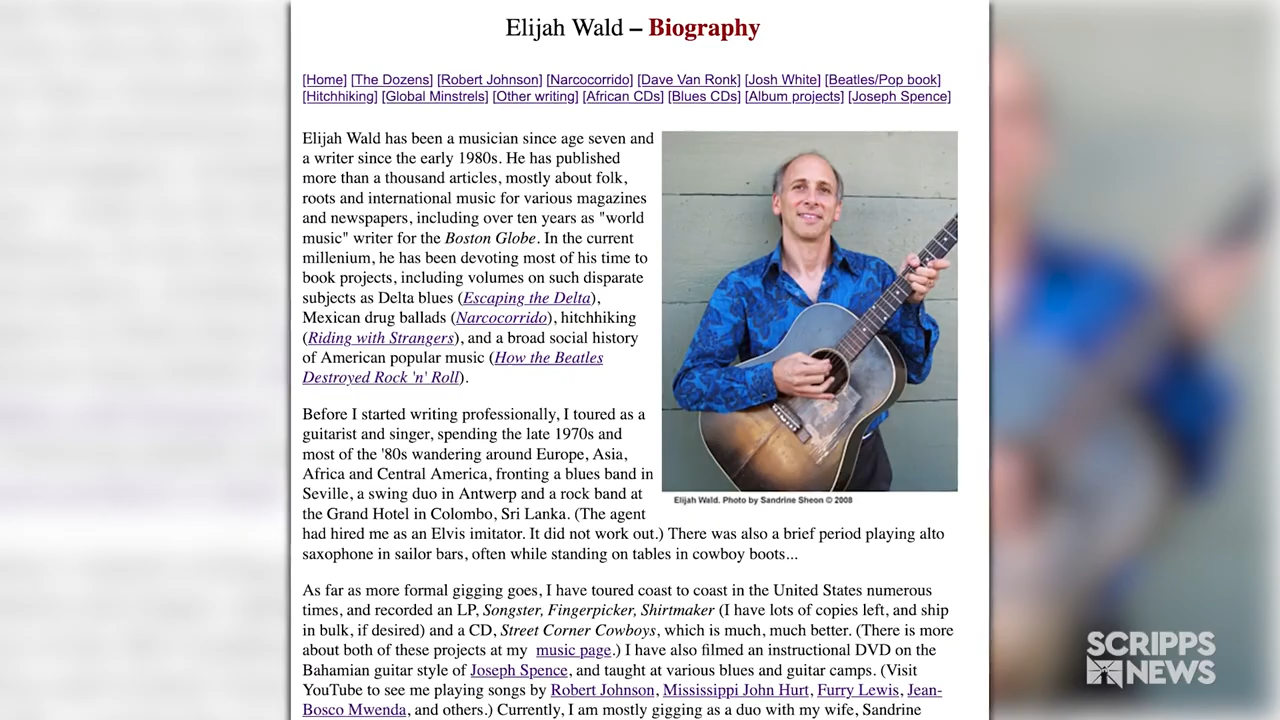 Elijah Wald – Biography
[Home] [The Dozens] [Robert Johnson] [Narcocorrido] [Dave Van Ronk] [Josh White] [Beatles/Pop book]
[Hitchhiking] [Global Minstrels] [Other writing] [African CDs] [Blues CDs] [Album projects] [Joseph Spence]
Elijah Wald has been a musician since age seven and
a writer since the early 1980s. He has published
more than a thousand articles, mostly about folk,
roots and international music for various magazines
and newspapers, including over ten years as "world
music" writer for the Boston Globe. In the current
millenium, he has been devoting most of his time to
book projects, including volumes on such disparate
subjects as Delta blues (Escaping the Delta),
Mexican drug ballads (Narcocorrido), hitchhiking
(Riding with Strangers), and a broad social history
of American popular music (How the Beatles
Destroyed Rock 'n' Roll).
Elijah Wald. Photo by Sandrine Sheon © 2008
Before I started writing professionally, I toured as a
guitarist and singer, spending the late 1970s and
most of the '80s wandering around Europe, Asia,
Africa and Central America, fronting a blues band in
Seville, a swing duo in Antwerp and a rock band at
the Grand Hotel in Colombo, Sri Lanka. (The agent
had hired me as an Elvis imitator. It did not work out.) There was also a brief period playing alto
saxophone in sailor bars, often while standing on tables in cowboy boots...
As far as more formal gigging goes, I have toured coast to coast in the United States numerous
times, and recorded an LP, Songster, Fingerpicker, Shirtmaker (I have lots of copies left, and ship
in bulk, if desired) and a CD, Street Corner Cowboys, which is much, much better. (There is more
about both of these projects at my music page.) I have also filmed an instructional DVD on the
Bahamian guitar style of Joseph Spence, and taught at various blues and guitar camps. (Visit
YouTube to see me playing songs by Robert Johnson, Mississippi John Hurt, Furry Lewis, Jean-
Bosco Mwenda, and others.) Currently, I am mostly gigging as a duo with my wife, Sandrine
SCRIPPS
NEWS